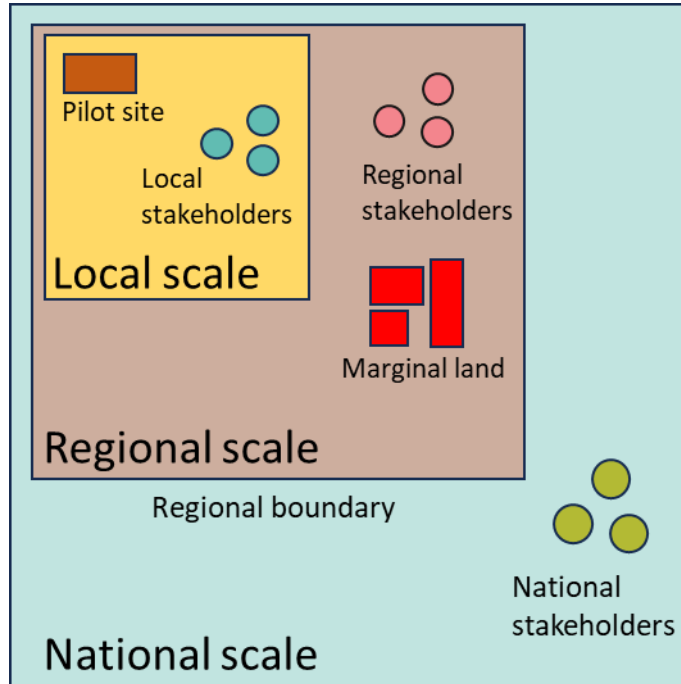 Pilot site
Local
stakeholders
Local scale
Regional
stakeholders
Marginal land
Regional scale
Regional boundary
National
stakeholders
National scale